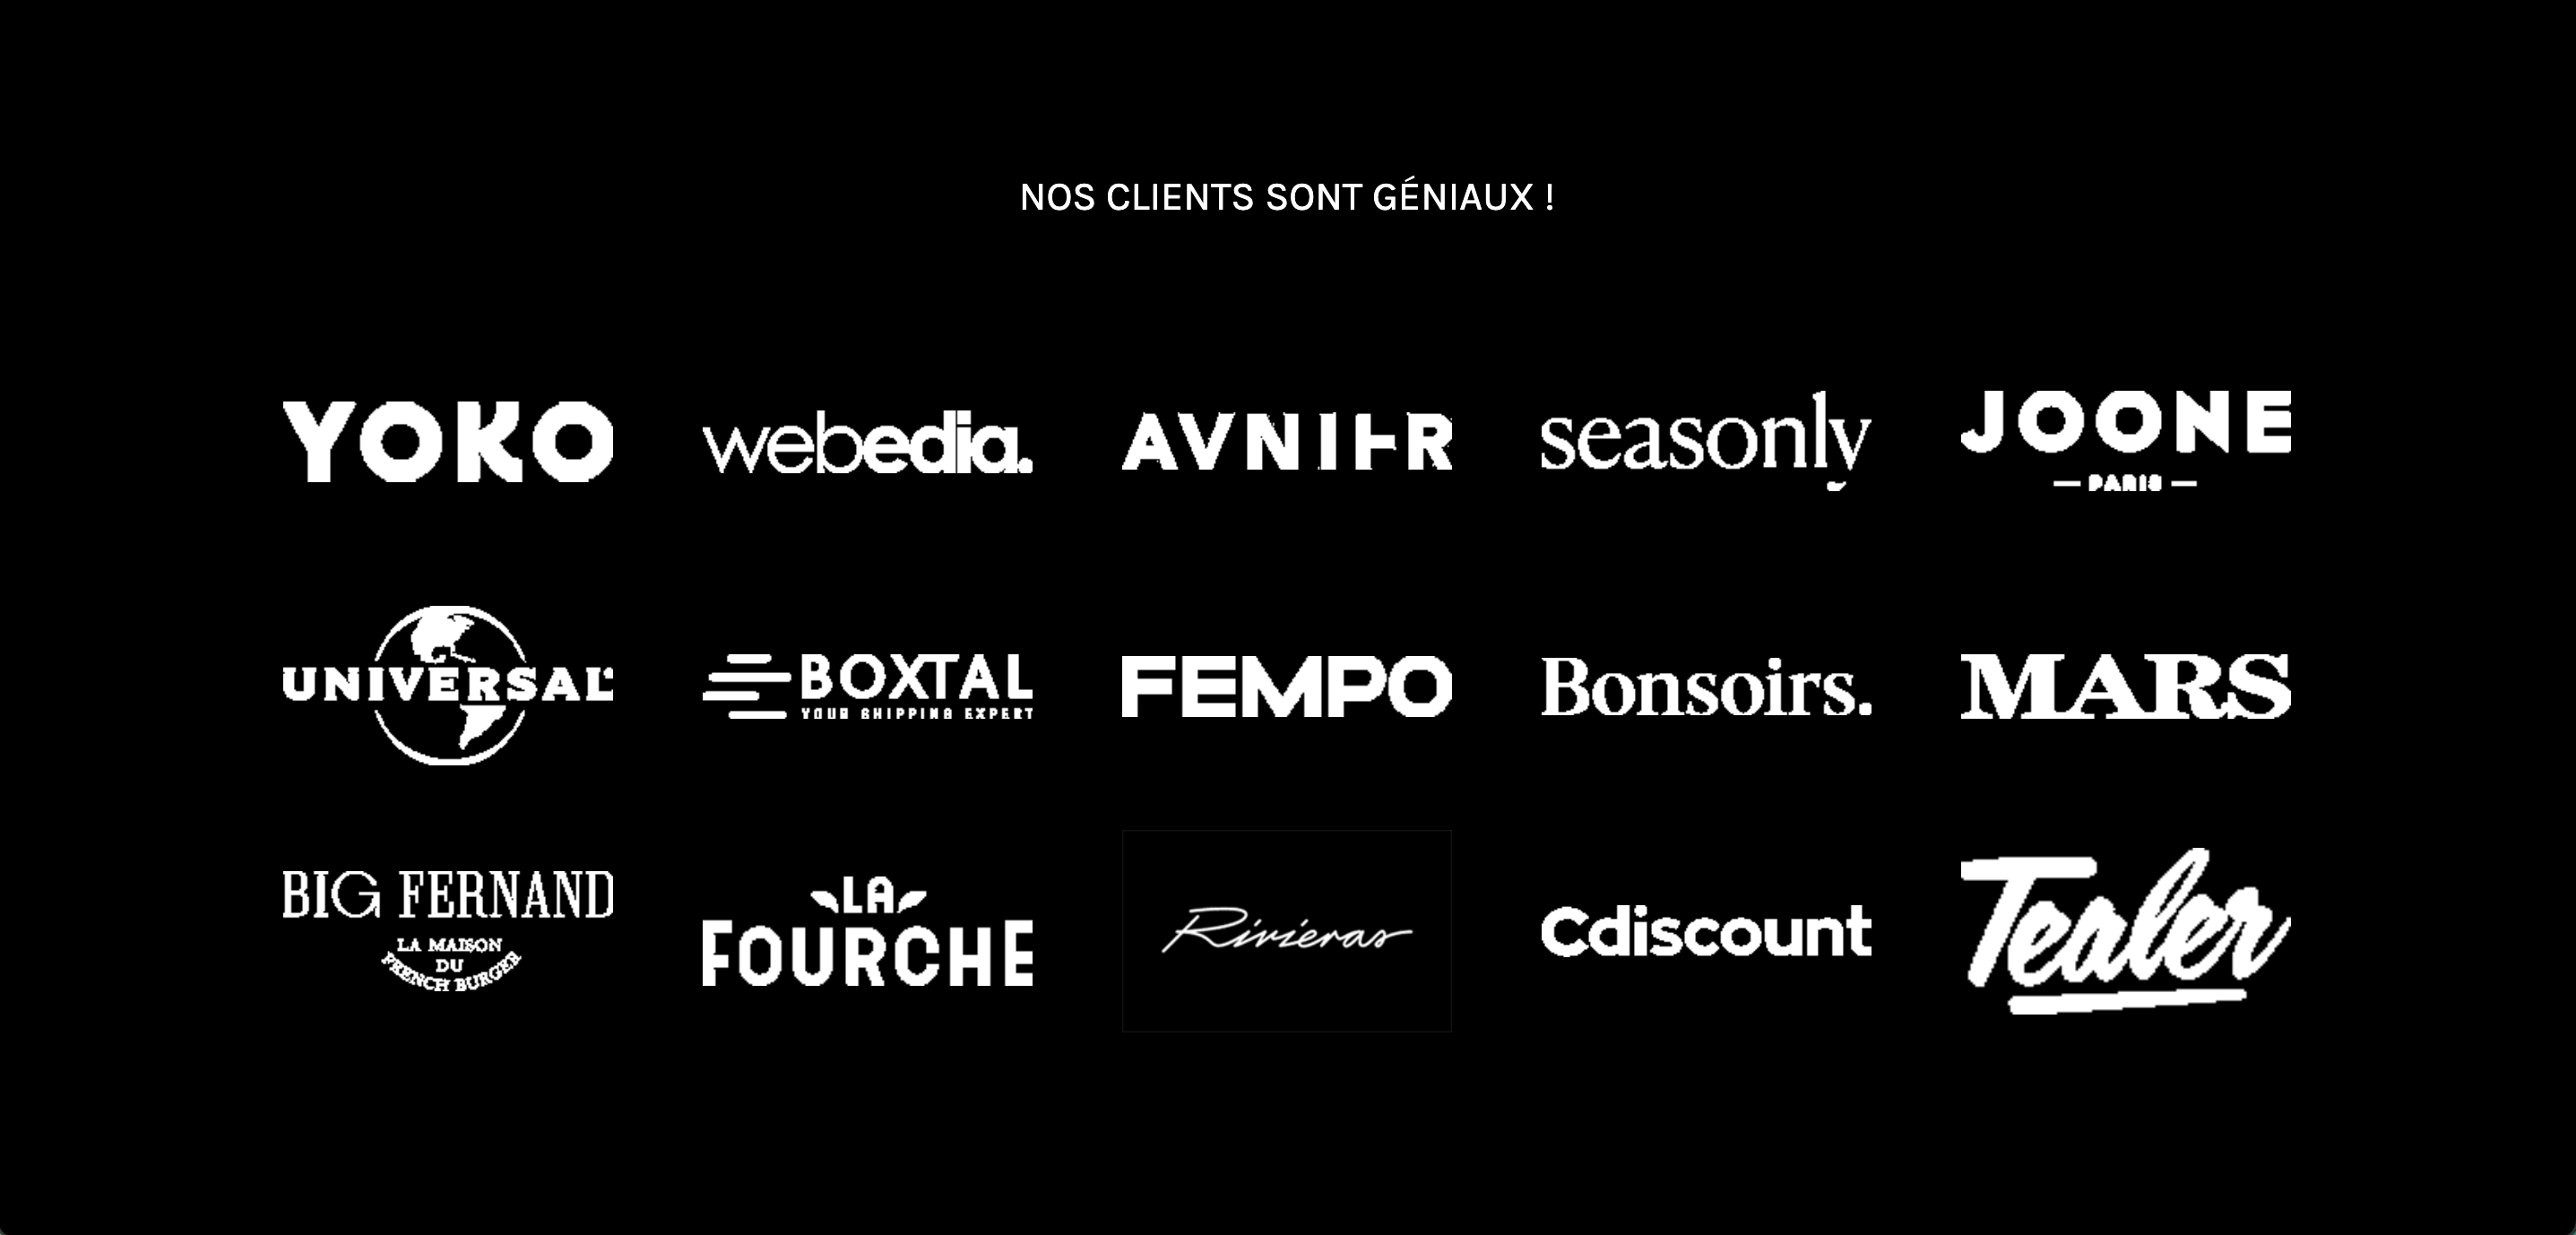 NOS CLIENTS SONT GÉNIAUX !
YOKO
webedia.
AVNIER
seasonly
JOONE
PARIS
UNIVERSAL
BOXTAL
YOUR SHIPPING EXPERT
FEMPO
Bonsoirs.
MARS
BIG FERNAND
LA MAISON
DU
FRENCH BURGER
LA
FOURCHE
Rivieras
Cdiscount
Tealer